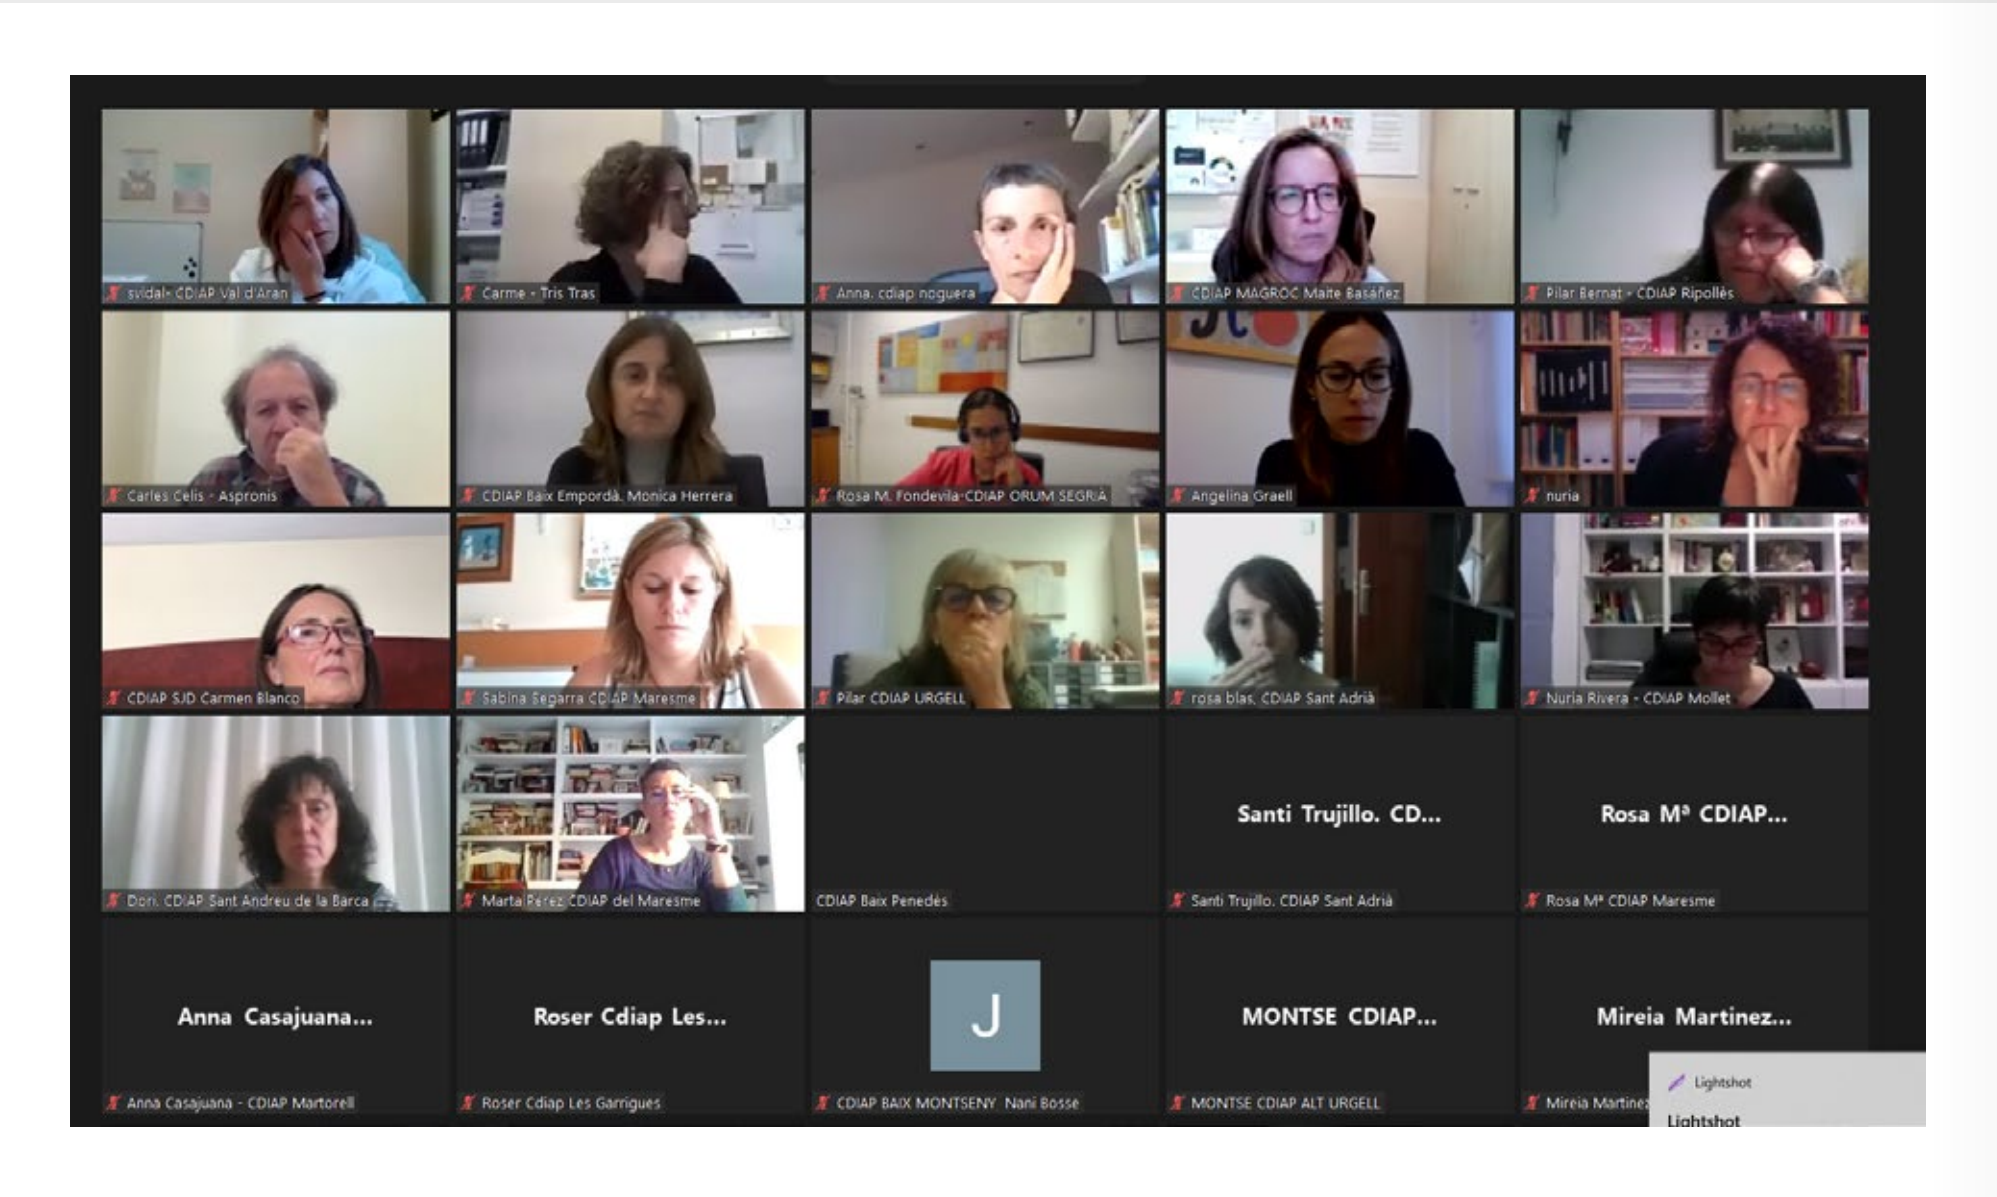 svidal- CDIAP Val d'Aran
Carme - Tris Tras
Anna. cdiap noguera
CDIAP MAGROC Maite Basáñez
Pilar Bernat - CDIAP Ripollès
Carles Celis - Aspronis
CDIAP Baix Empordà. Monica Herrera
Rosa M. Fondevila-CDIAP ORUM SEGRIÀ
Angelina Graell
nuria
CDIAP SJD Carmen Blanco
Sabina Segarra CDIAP Maresme
Pilar CDIAP URGELL
rosa blas, CDIAP Sant Adrià
Nuria Rivera - CDIAP Mollet
Dori. CDIAP Sant Andreu de la Barca
Marta Pérez CDIAP del Maresme
CDIAP Baix Penedès
Santi Trujillo. CD...
Santi Trujillo. CDIAP Sant Adrià
Rosa Mª CDIAP...
Rosa Mª CDIAP Maresme
Anna Casajuana...
Anna Casajuana - CDIAP Martorell
Roser Cdiap Les...
Roser Cdiap Les Garrigues
J
CDIAP BAIX MONTSENY Nani Bosse
MONTSE CDIAP...
MONTSE CDIAP ALT URGELL
Mireia Martinez...
Mireia Martinez
Lightshot
Lightshot